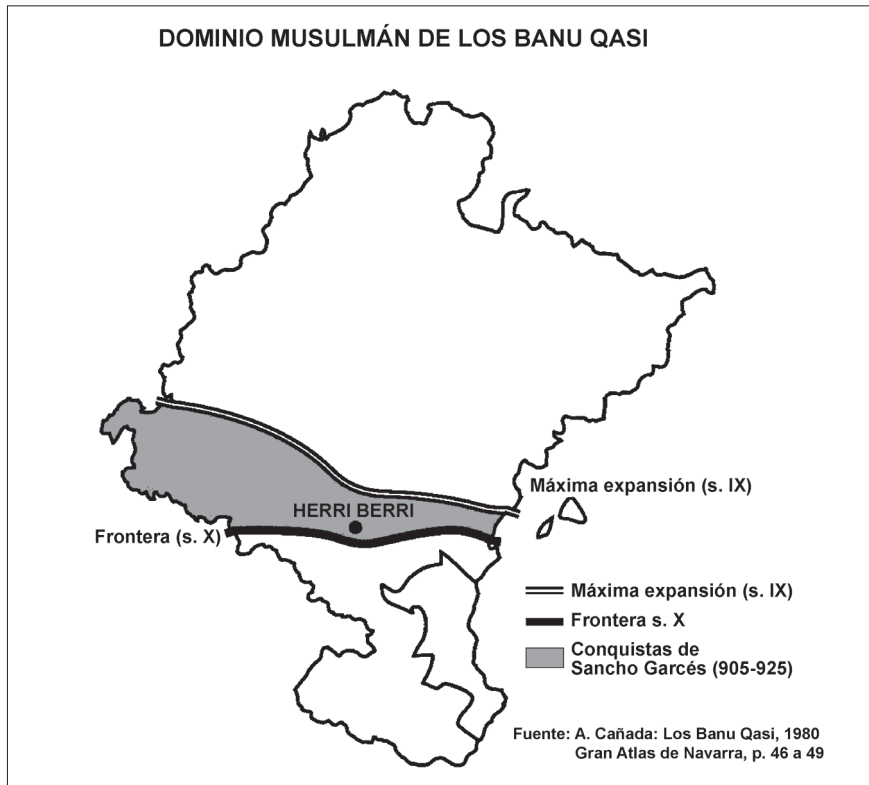 DOMINIO MUSULMÁN DE LOS BANU QASI
Máxima expansión (s. IX)
HERRI BERRI
Frontera (s. X)
Máxima expansión (s. IX)
Frontera s. X
Conquistas de
Sancho Garcés (905-925)
Fuente: A. Cañada: Los Banu Qasi, 1980
Gran Atlas de Navarra, p. 46 a 49